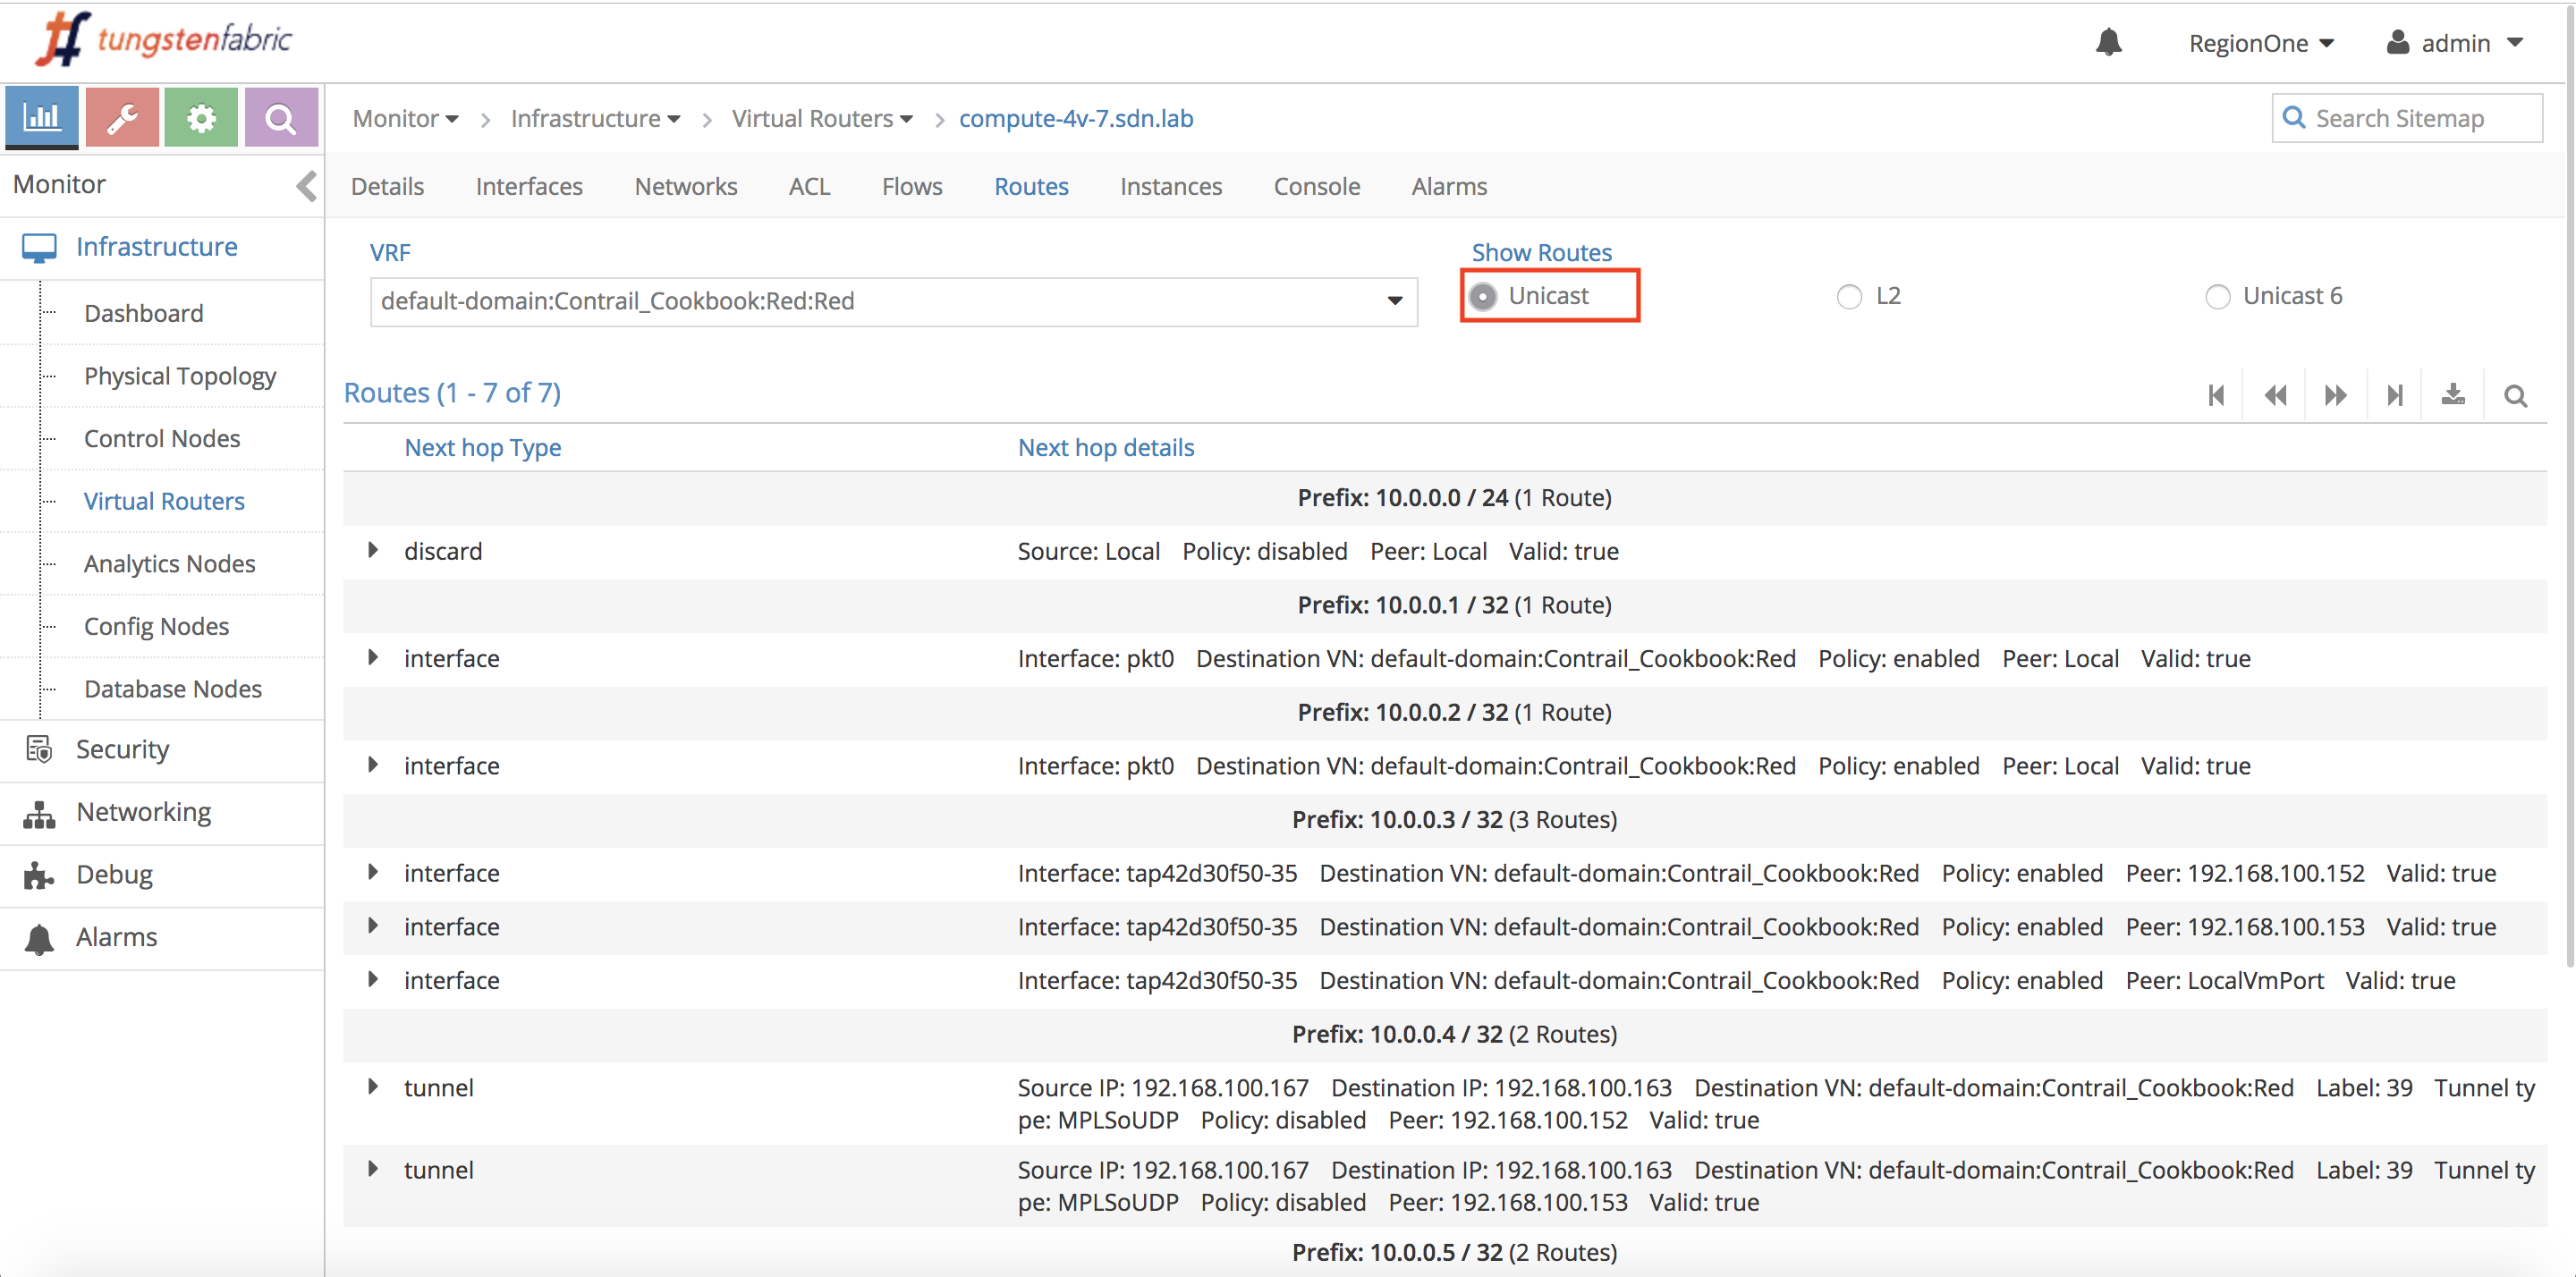 tungstenfabric
RegionOne
admin
Monitor > Infrastructure > Virtual Routers > compute-4v-7.sdn.lab
Search Sitemap
Monitor
Infrastructure
Dashboard
Physical Topology
Control Nodes
Virtual Routers
Analytics Nodes
Config Nodes
Database Nodes
Security
Networking
Debug
Alarms
Details Interfaces Networks ACL Flows Routes Instances Console Alarms
VRF
default-domain:Contrail_Cookbook:Red:Red
Show Routes
Unicast L2 Unicast 6
Routes (1 - 7 of 7)
Next hop Type Next hop details
Prefix: 10.0.0.0 / 24 (1 Route)
discard Source: Local Policy: disabled Peer: Local Valid: true
Prefix: 10.0.0.1 / 32 (1 Route)
interface Interface: pkt0 Destination VN: default-domain:Contrail_Cookbook:Red Policy: enabled Peer: Local Valid: true
Prefix: 10.0.0.2 / 32 (1 Route)
interface Interface: pkt0 Destination VN: default-domain:Contrail_Cookbook:Red Policy: enabled Peer: Local Valid: true
Prefix: 10.0.0.3 / 32 (3 Routes)
interface Interface: tap42d30f50-35 Destination VN: default-domain:Contrail_Cookbook:Red Policy: enabled Peer: 192.168.100.152 Valid: true
interface Interface: tap42d30f50-35 Destination VN: default-domain:Contrail_Cookbook:Red Policy: enabled Peer: 192.168.100.153 Valid: true
interface Interface: tap42d30f50-35 Destination VN: default-domain:Contrail_Cookbook:Red Policy: enabled Peer: LocalVmPort Valid: true
Prefix: 10.0.0.4 / 32 (2 Routes)
tunnel Source IP: 192.168.100.167 Destination IP: 192.168.100.163 Destination VN: default-domain:Contrail_Cookbook:Red Label: 39 Tunnel ty
pe: MPLSoUDP Policy: disabled Peer: 192.168.100.152 Valid: true
tunnel Source IP: 192.168.100.167 Destination IP: 192.168.100.163 Destination VN: default-domain:Contrail_Cookbook:Red Label: 39 Tunnel ty
pe: MPLSoUDP Policy: disabled Peer: 192.168.100.153 Valid: true
Prefix: 10.0.0.5 / 32 (2 Routes)